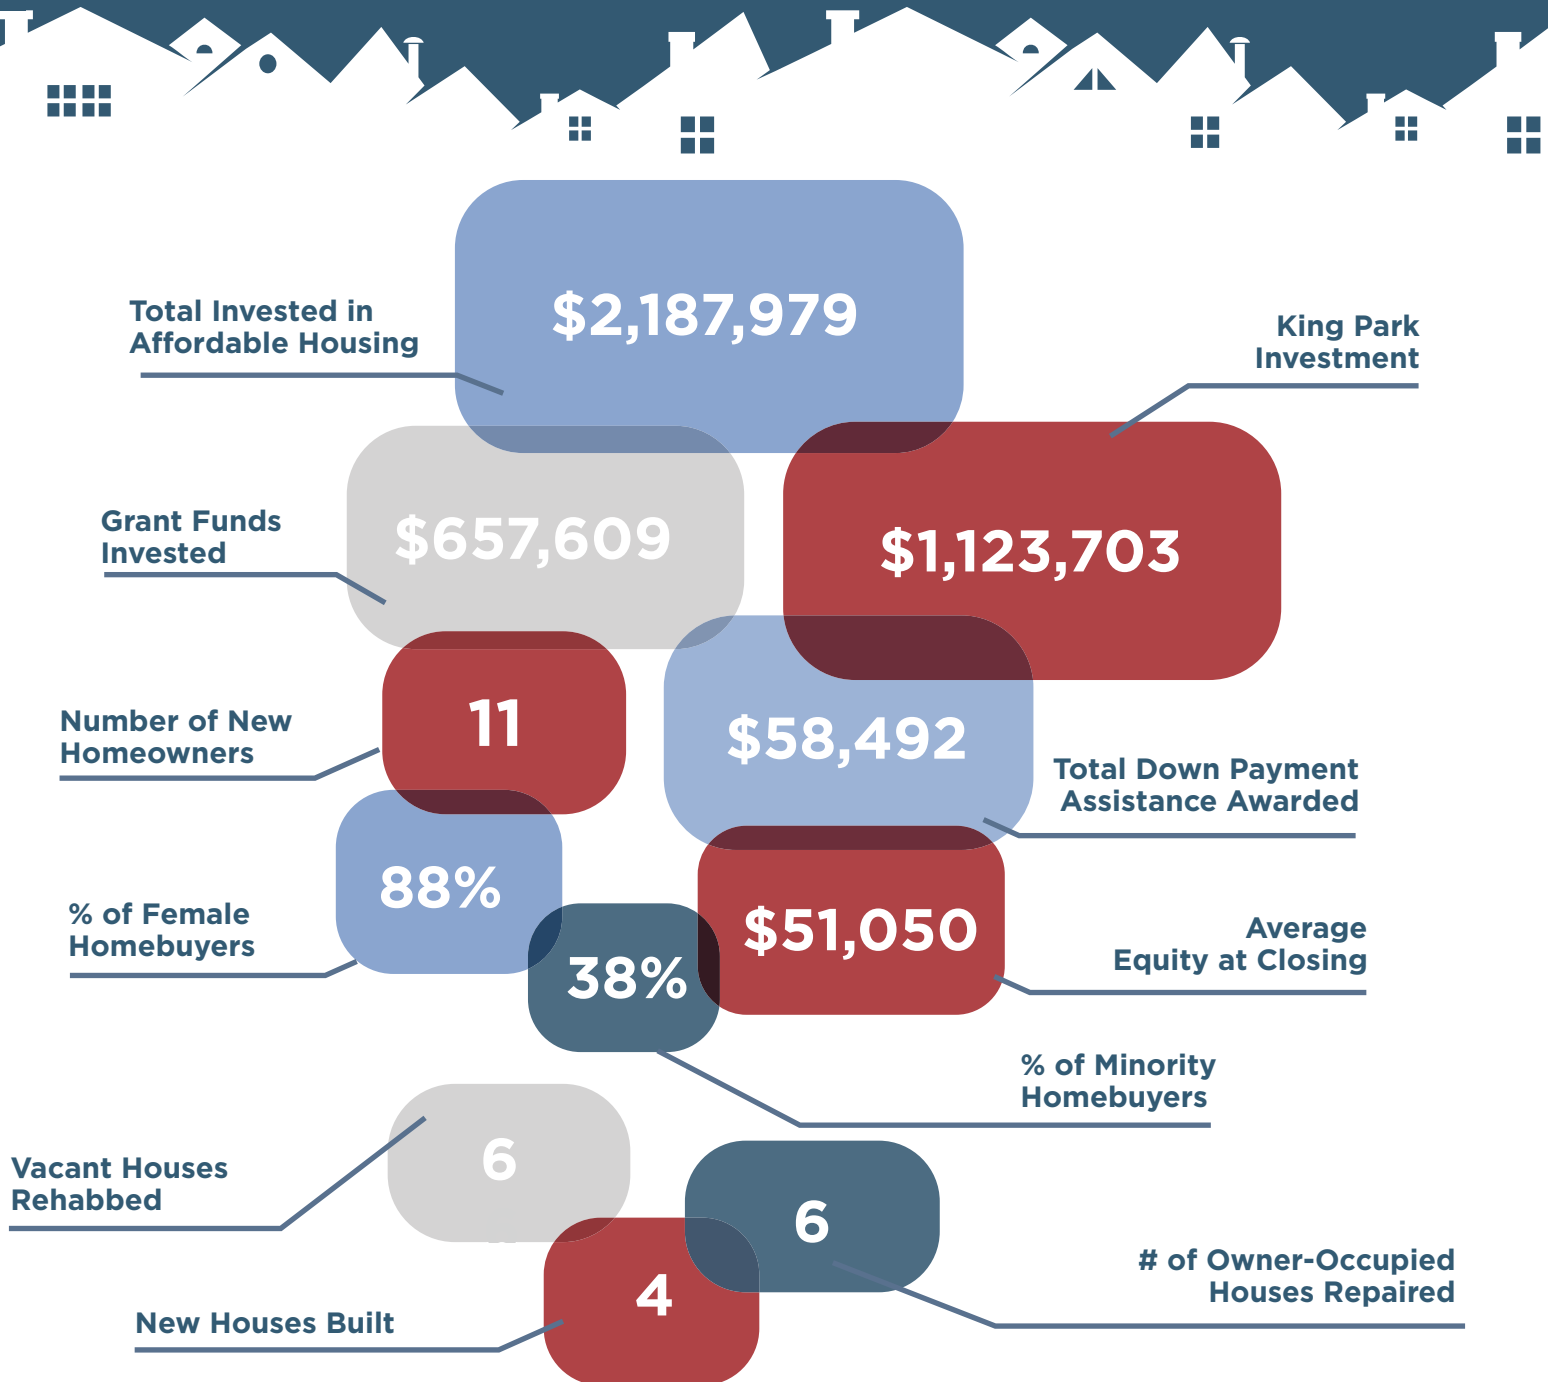 Total Invested in
Affordable Housing
$2,187,979
King Park
Investment
Grant Funds
Invested
$657,609
$1,123,703
Number of New
Homeowners
11
$58,492
Total Down Payment
Assistance Awarded
88%
% of Female
Homebuyers
38%
$51,050
Average
Equity at Closing
% of Minority
Homebuyers
Vacant Houses
Rehabbed
6
6
# of Owner-Occupied
Houses Repaired
4
New Houses Built